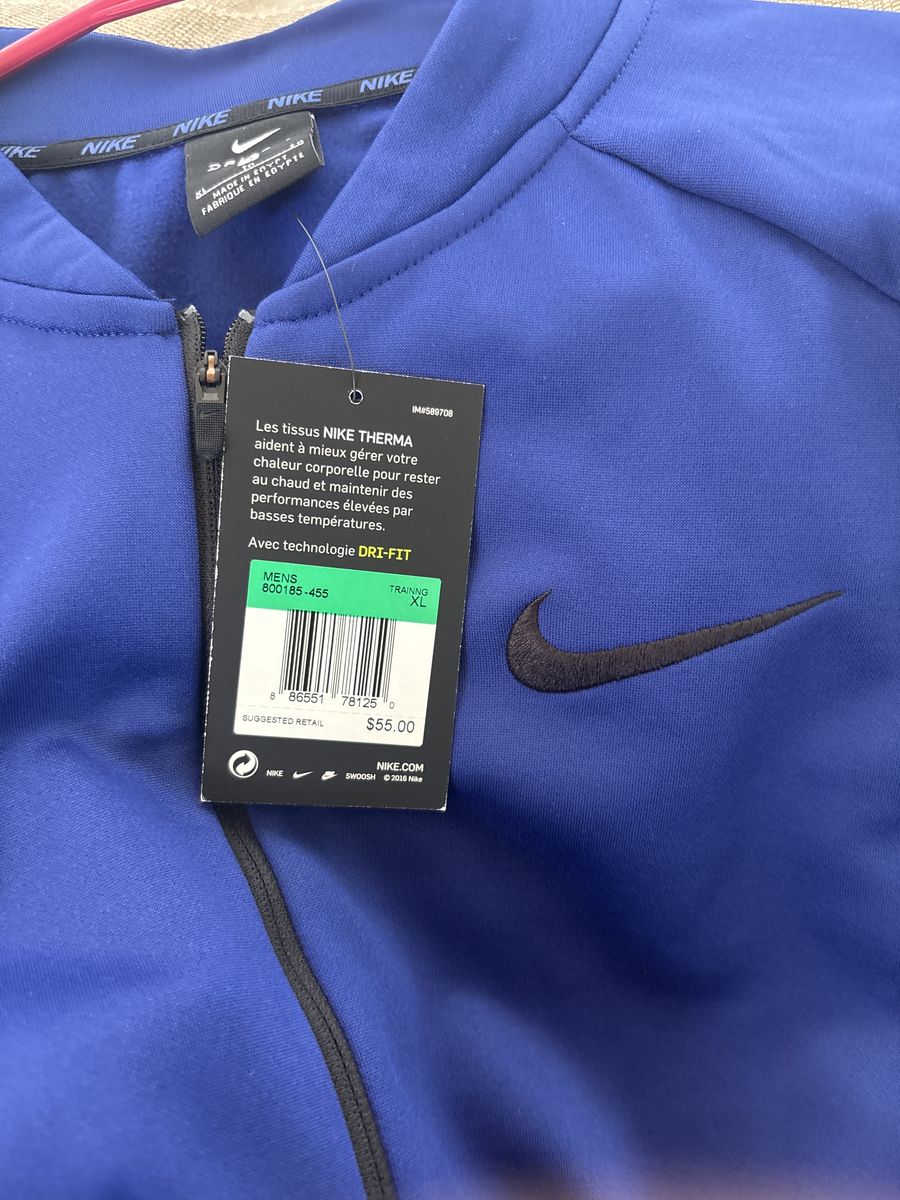 NIKE
NIKE
NIKE
NIKE
XL
MADE IN EGYPT
FABRIQUE EN EGYPTE
IM#589708
Les tissus NIKE THERMA
aident à mieux gérer votre
chaleur corporelle pour rester
au chaud et maintenir des
performances élevées par
basses températures.
Avec technologie DRI-FIT
MENS
800185-455
TRAINNG
XL
8 86551 78125 0
SUGGESTED RETAIL $55.00
NIKE.COM
NIKE SWOOSH © 2016 Nike